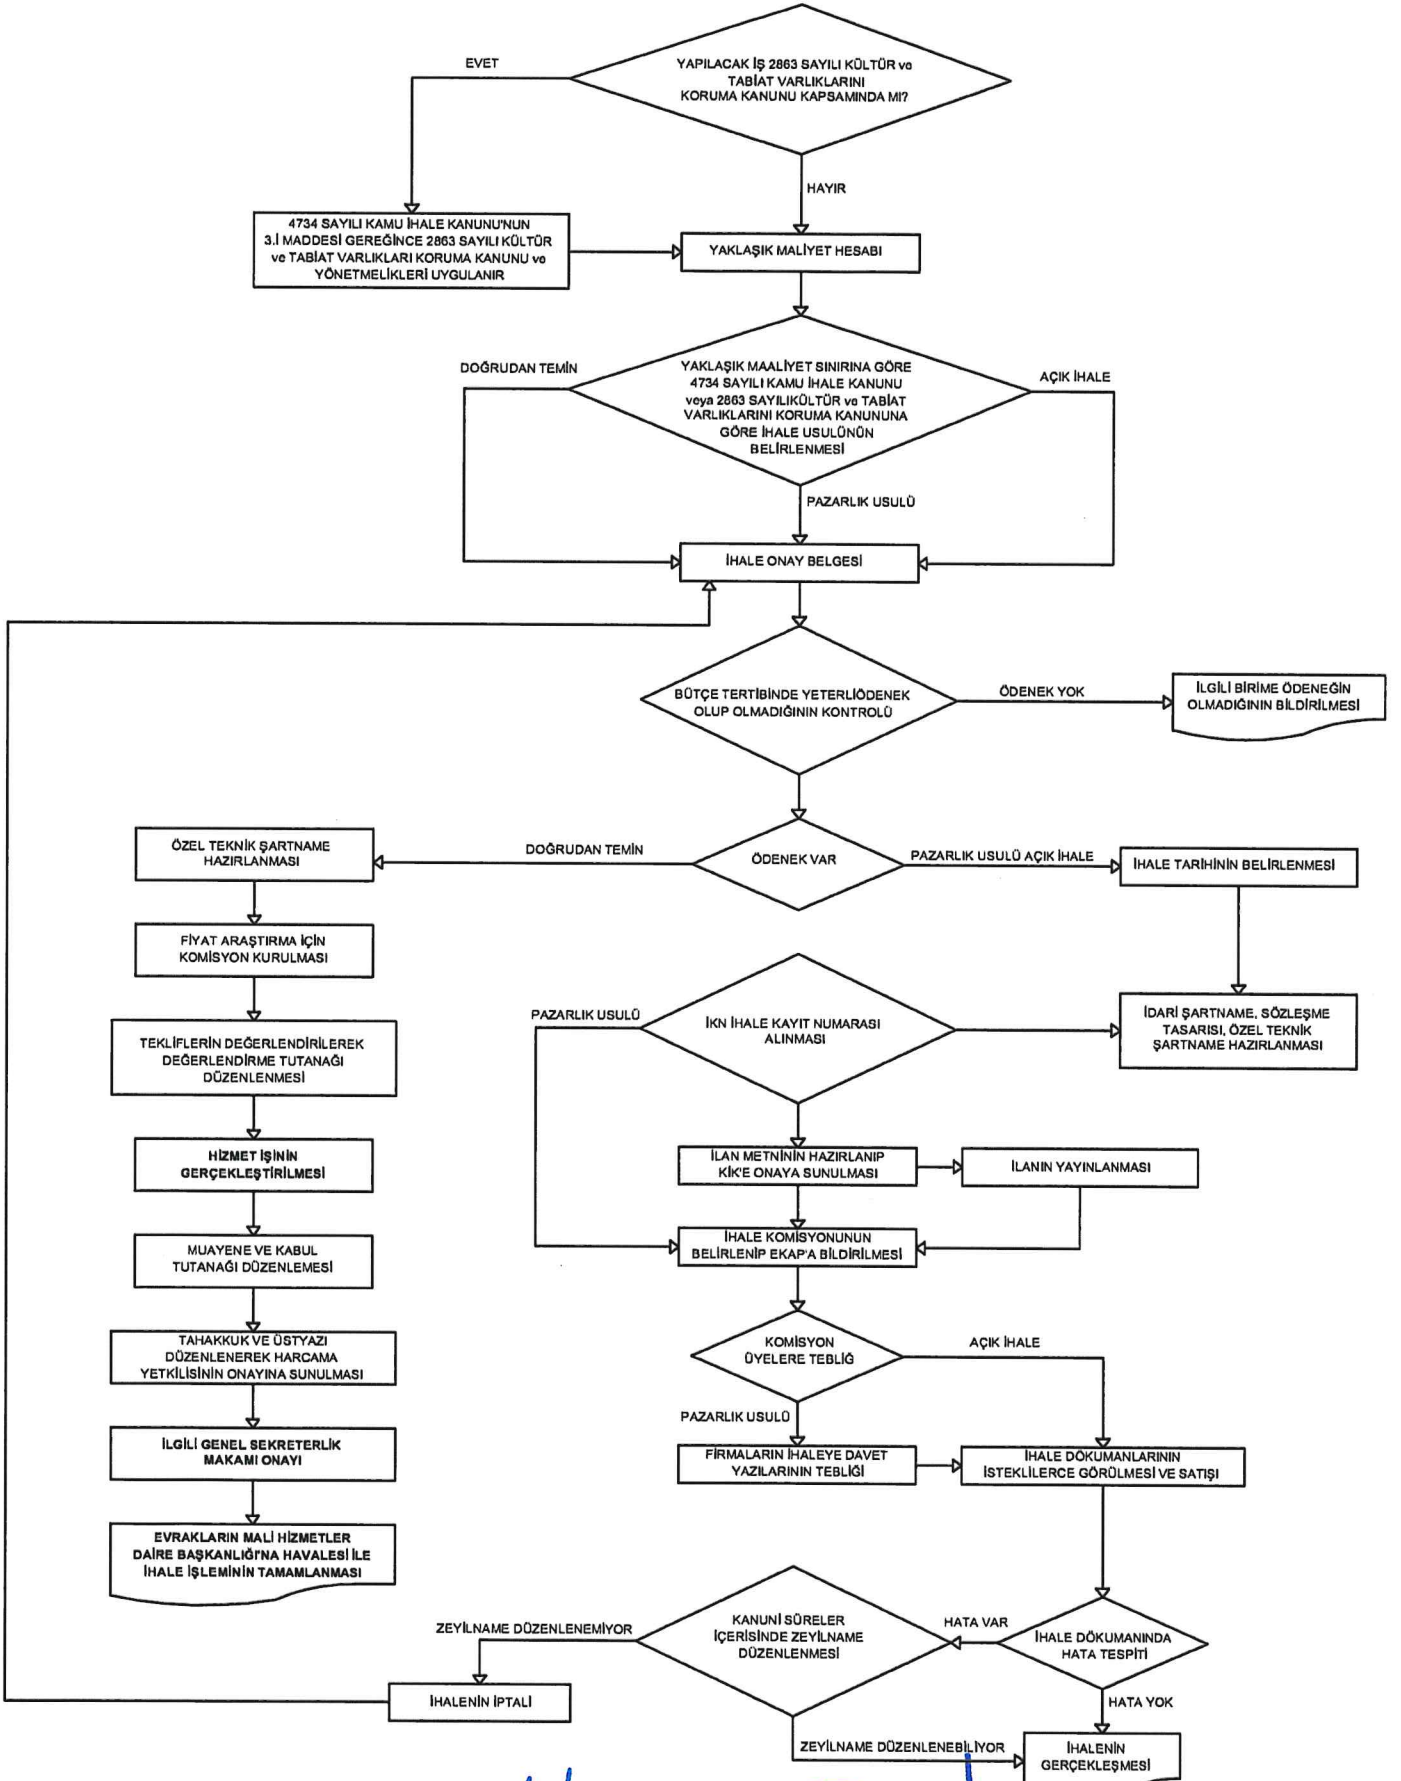 YAPILACAK İŞ 2863 SAYILI KÜLTÜR ve
TABİAT VARLIKLARINI
KORUMA KANUNU KAPSAMINDA MI?
EVET
HAYIR
4734 SAYILI KAMU İHALE KANUNU'NUN
3.İ MADDESİ GEREĞİNCE 2863 SAYILI KÜLTÜR
ve TABİAT VARLIKLARI KORUMA KANUNU ve
YÖNETMELİKLERİ UYGULANIR
YAKLAŞIK MALİYET HESABI
YAKLAŞIK MAALİYET SINIRINA GÖRE
4734 SAYILI KAMU İHALE KANUNU
veya 2863 SAYILIKÜLTÜR ve TABİAT
VARLIKLARINI KORUMA KANUNUNA
GÖRE İHALE USULÜNÜN
BELİRLENMESİ
DOĞRUDAN TEMİN
AÇIK İHALE
PAZARLIK USULÜ
İHALE ONAY BELGESİ
BÜTÇE TERTİBİNDE YETERLİÖDENEK
OLUP OLMADIĞININ KONTROLÜ
ÖDENEK YOK
İLGİLİ BİRİME ÖDENEĞİN
OLMADIĞININ BİLDİRİLMESİ
ÖDENEK VAR
DOĞRUDAN TEMİN
PAZARLIK USULÜ AÇIK İHALE
ÖZEL TEKNİK ŞARTNAME
HAZIRLANMASI
İHALE TARİHİNİN BELİRLENMESİ
FİYAT ARAŞTIRMA İÇİN
KOMİSYON KURULMASI
TEKLİFLERİN DEĞERLENDİRİLEREK
DEĞERLENDİRME TUTANAĞI
DÜZENLENMESİ
HİZMET İŞİNİN
GERÇEKLEŞTİRİLMESİ
MUAYENE VE KABUL
TUTANAĞI DÜZENLEMESİ
TAHAKKUK VE ÜSTYAZI
DÜZENLENEREK HARCAMA
YETKİLİSİNİN ONAYINA SUNULMASI
İLGİLİ GENEL SEKRETERLİK
MAKAMI ONAYI
EVRAKLARIN MALİ HİZMETLER
DAİRE BAŞKANLIĞI'NA HAVALESİ İLE
İHALE İŞLEMİNİN TAMAMLANMASI
İKN İHALE KAYIT NUMARASI
ALINMASI
PAZARLIK USULÜ
İDARİ ŞARTNAME, SÖZLEŞME
TASARISI, ÖZEL TEKNİK
ŞARTNAME HAZIRLANMASI
İLAN METNİNİN HAZIRLANIP
KİK'E ONAYA SUNULMASI
İLANIN YAYINLANMASI
İHALE KOMİSYONUNUN
BELİRLENİP EKAP'A BİLDİRİLMESİ
KOMİSYON
ÜYELERE TEBLİĞ
AÇIK İHALE
PAZARLIK USULÜ
FİRMALARIN İHALEYE DAVET
YAZILARININ TEBLİĞİ
İHALE DÖKUMANLARININ
İSTEKLİLERCE GÖRÜLMESİ VE SATIŞI
İHALE DÖKUMANINDA
HATA TESPİTİ
HATA VAR
HATA YOK
KANUNİ SÜRELER
İÇERİSİNDE ZEYİLNAME
DÜZENLENMESİ
ZEYİLNAME DÜZENLENEMİYOR
İHALENİN İPTALİ
ZEYİLNAME DÜZENLENEBİLİYOR
İHALENİN
GERÇEKLEŞMESİ